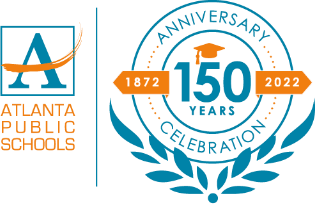 A
ATLANTA
PUBLIC
SCHOOLS
ANNIVERSARY
1872 150 2022
YEARS
CELEBRATION